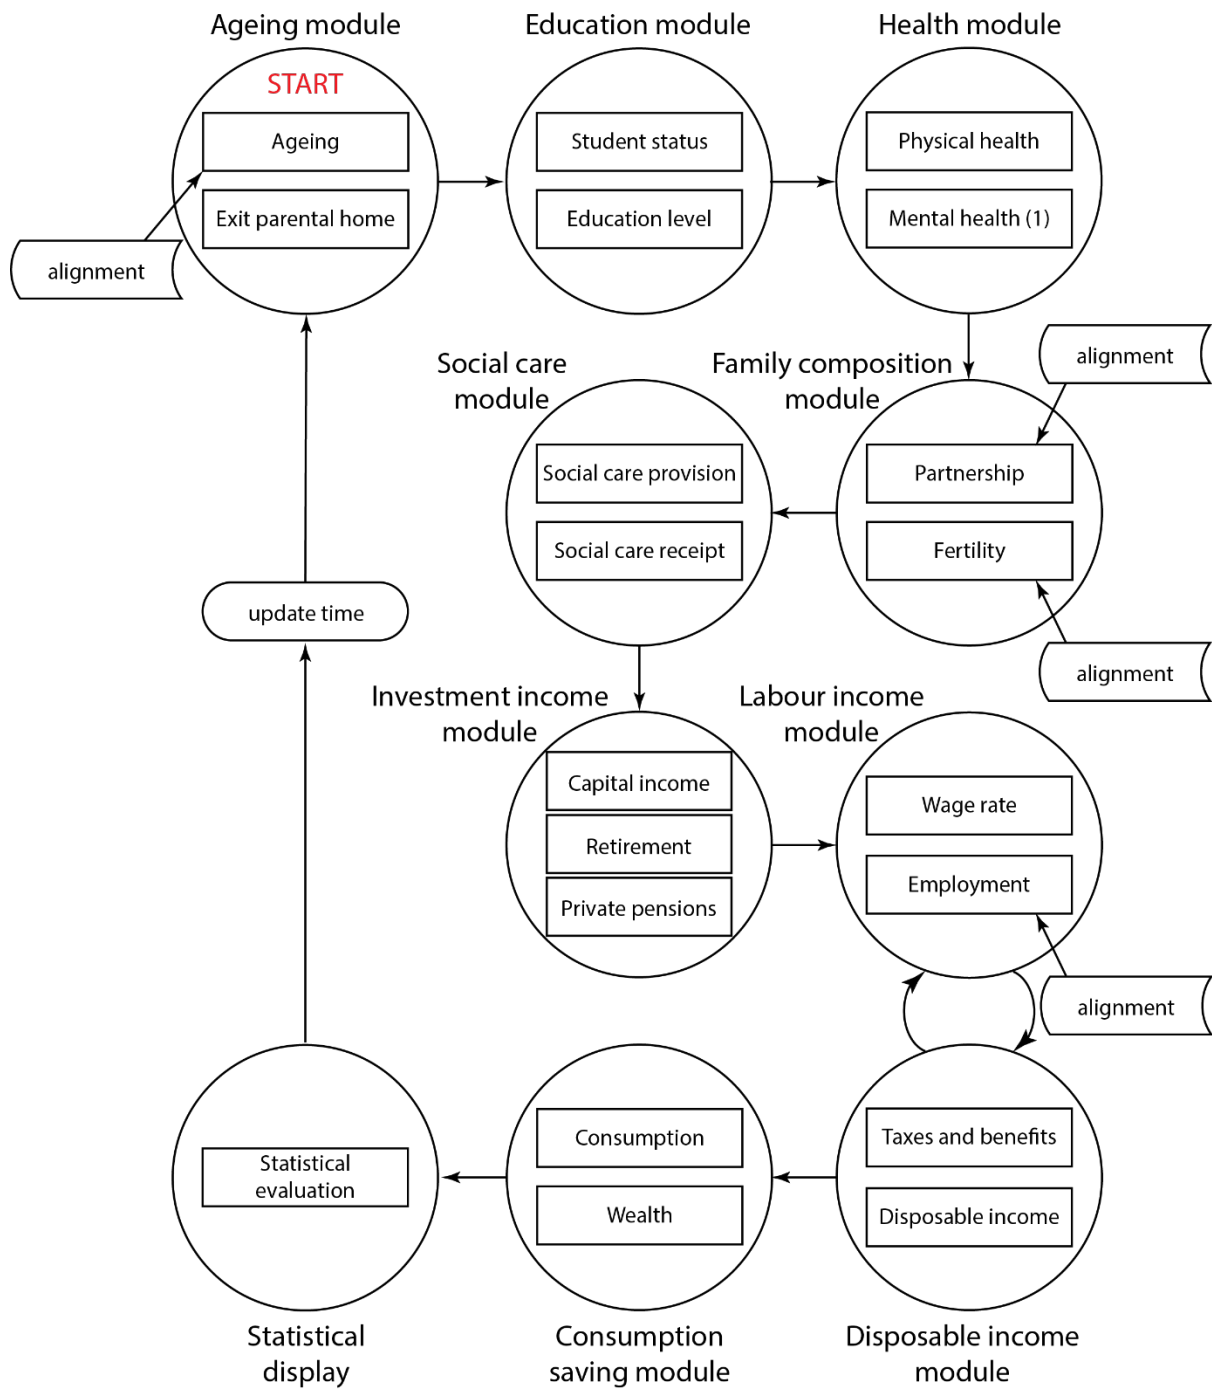 Ageing module
Education module
Health module
START
Ageing
Exit parental home
alignment
Student status
Education level
Physical health
Mental health (1)
alignment
Social care
module
Family composition
module
Social care provision
Social care receipt
Partnership
Fertility
alignment
update time
Investment income
module
Labour income
module
Capital income
Retirement
Private pensions
Wage rate
Employment
alignment
Statistical
evaluation
Consumption
Wealth
Taxes and benefits
Disposable income
Statistical
display
Consumption
saving module
Disposable income
module